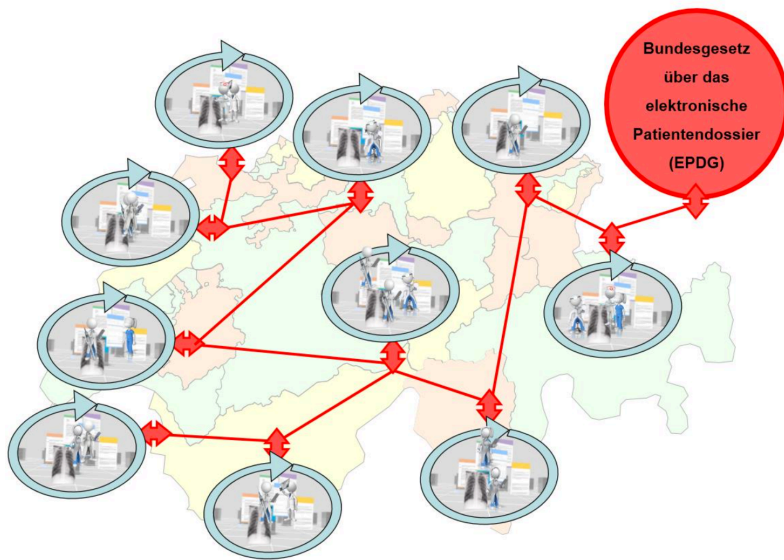 Bundesgesetz
über das
elektronische
Patientendossier
(EPDG)